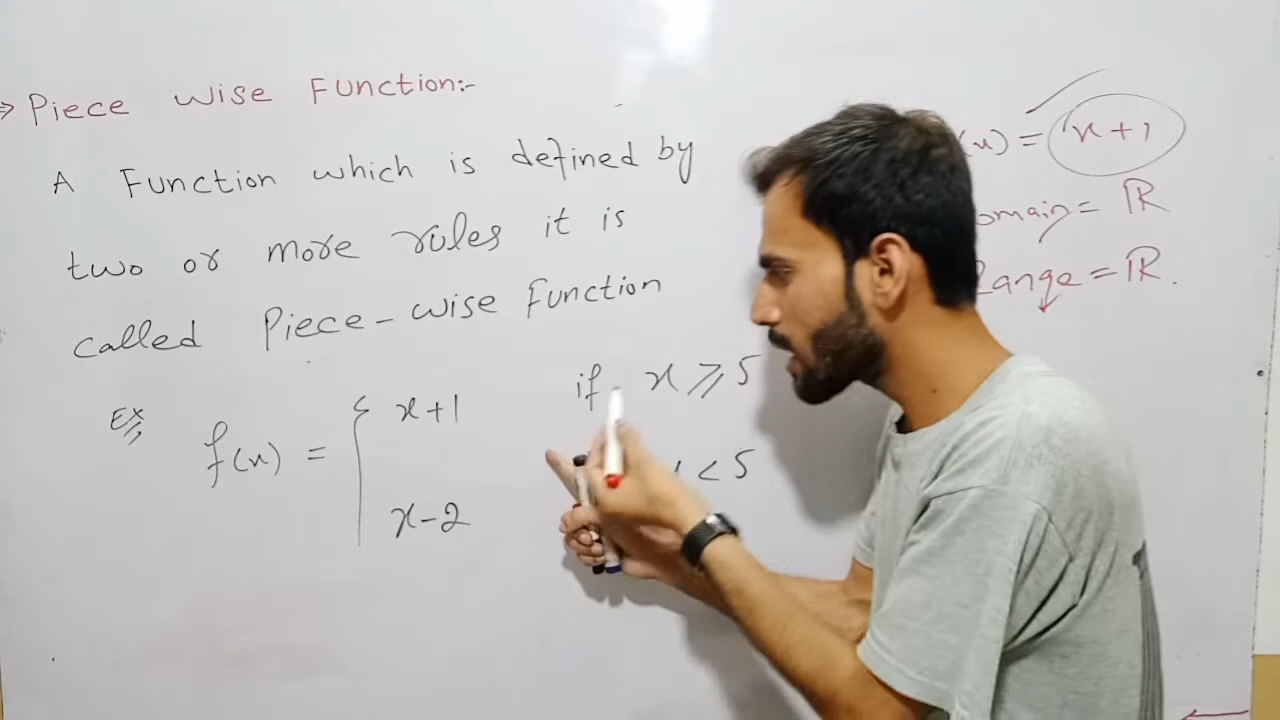 ⇒ Piece wise Function:-
A Function which is defined by
two or more rules it is
called Piece-wise Function
Ex
f(x) = { x+1 if x ⩾ 5
x-2 < 5
(x) = x+1
omain = ℝ
Range = ℝ.